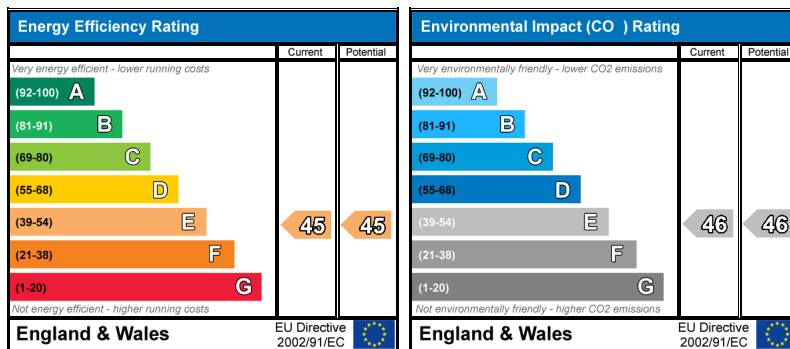 Energy Efficiency Rating
Current Potential
Very energy efficient - lower running costs
(92-100) A
(81-91) B
(69-80) C
(55-68) D
(39-54) E 45 45
(21-38) F
(1-20) G
Not energy efficient - higher running costs
England & Wales
EU Directive
2002/91/EC
Environmental Impact (CO ) Rating
Current Potential
Very environmentally friendly - lower CO2 emissions
(92-100) A
(81-91) B
(69-80) C
(55-68) D
(39-54) E 46 46
(21-38) F
(1-20) G
Not environmentally friendly - higher CO2 emissions
England & Wales
EU Directive
2002/91/EC